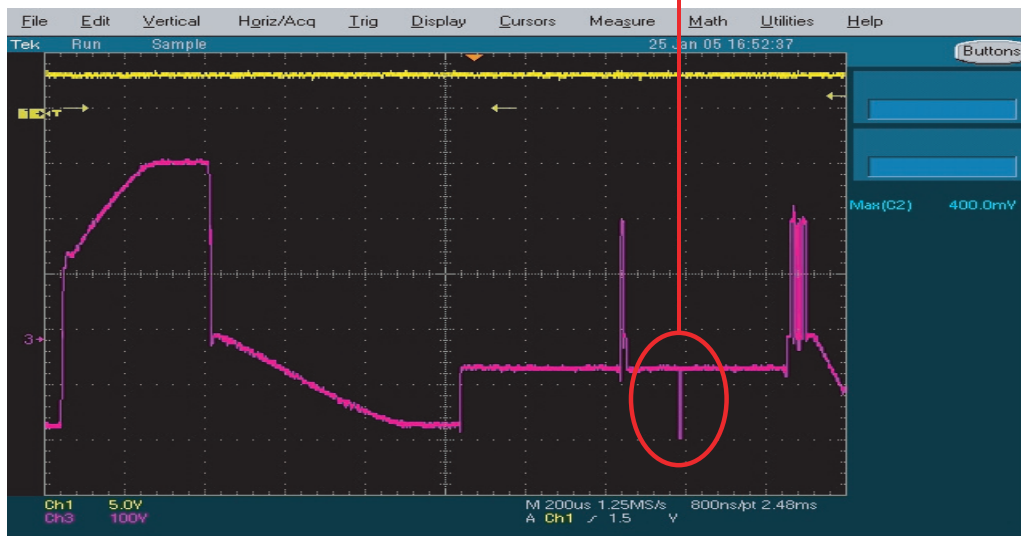 File Edit Vertical Horiz/Acq Trig Display Cursors Measure Math Utilities Help
Tek Run Sample 25 Jan 05 16:52:37
Buttons
1 T
Max(C2) 400.0mV
3
Ch1 5.0V M 200us 1.25MS/s 800ns/pt 2.48ms
Ch3 100V A Ch1 1.5 V